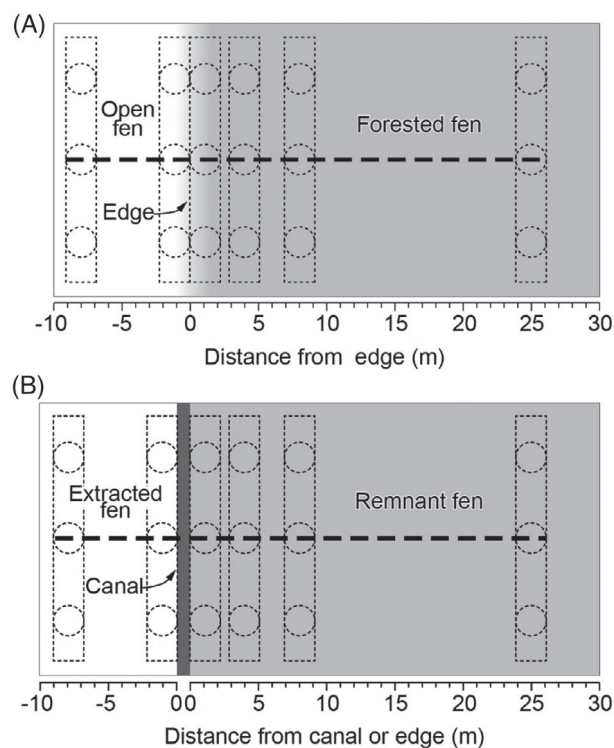 (A)
Open
fen
Forested fen
Edge
-10 -5 0 5 10 15 20 25 30
Distance from edge (m)
(B)
Extracted
fen
Remnant fen
Canal
-10 -5 0 0 5 10 15 20 25 30
Distance from canal or edge (m)